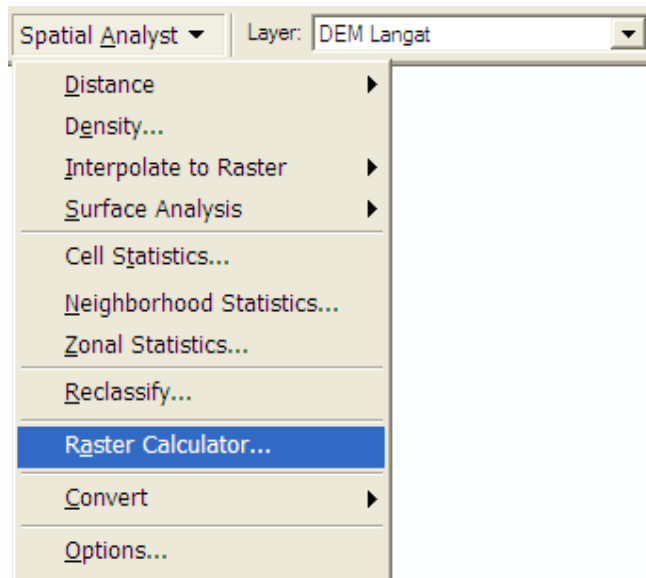 Spatial Analyst Layer: DEM Langat
Distance
Density...
Interpolate to Raster
Surface Analysis
Cell Statistics...
Neighborhood Statistics...
Zonal Statistics...
Reclassify...
Raster Calculator...
Convert
Options...